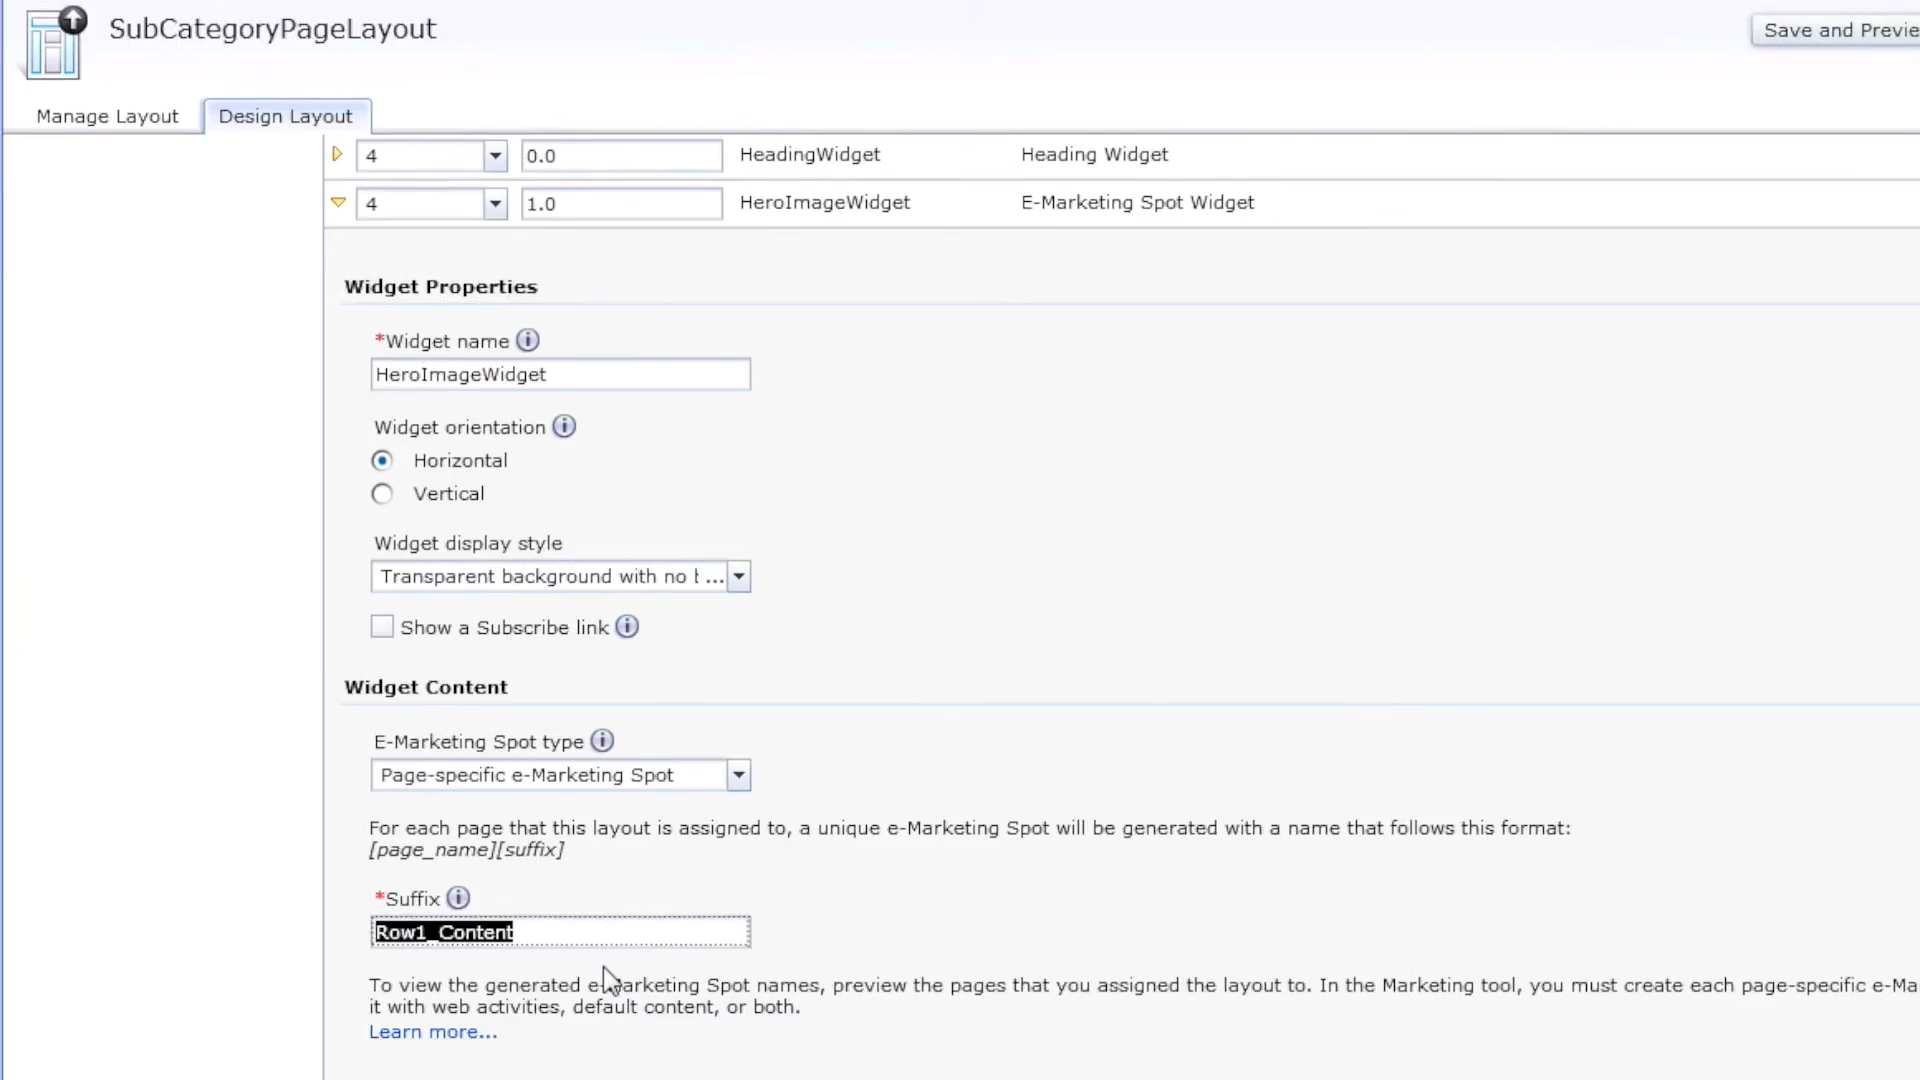 SubCategoryPageLayout
Save and Previe
Manage Layout
Design Layout
4
0.0
HeadingWidget
Heading Widget
4
1.0
HeroImageWidget
E-Marketing Spot Widget
Widget Properties
*Widget name
HeroImageWidget
Widget orientation
Horizontal
Vertical
Widget display style
Transparent background with no b ...
Show a Subscribe link
Widget Content
E-Marketing Spot type
Page-specific e-Marketing Spot
For each page that this layout is assigned to, a unique e-Marketing Spot will be generated with a name that follows this format:
[page_name][suffix]
*Suffix
Row1_Content
To view the generated e-Marketing Spot names, preview the pages that you assigned the layout to. In the Marketing tool, you must create each page-specific e-Ma
it with web activities, default content, or both.
Learn more...